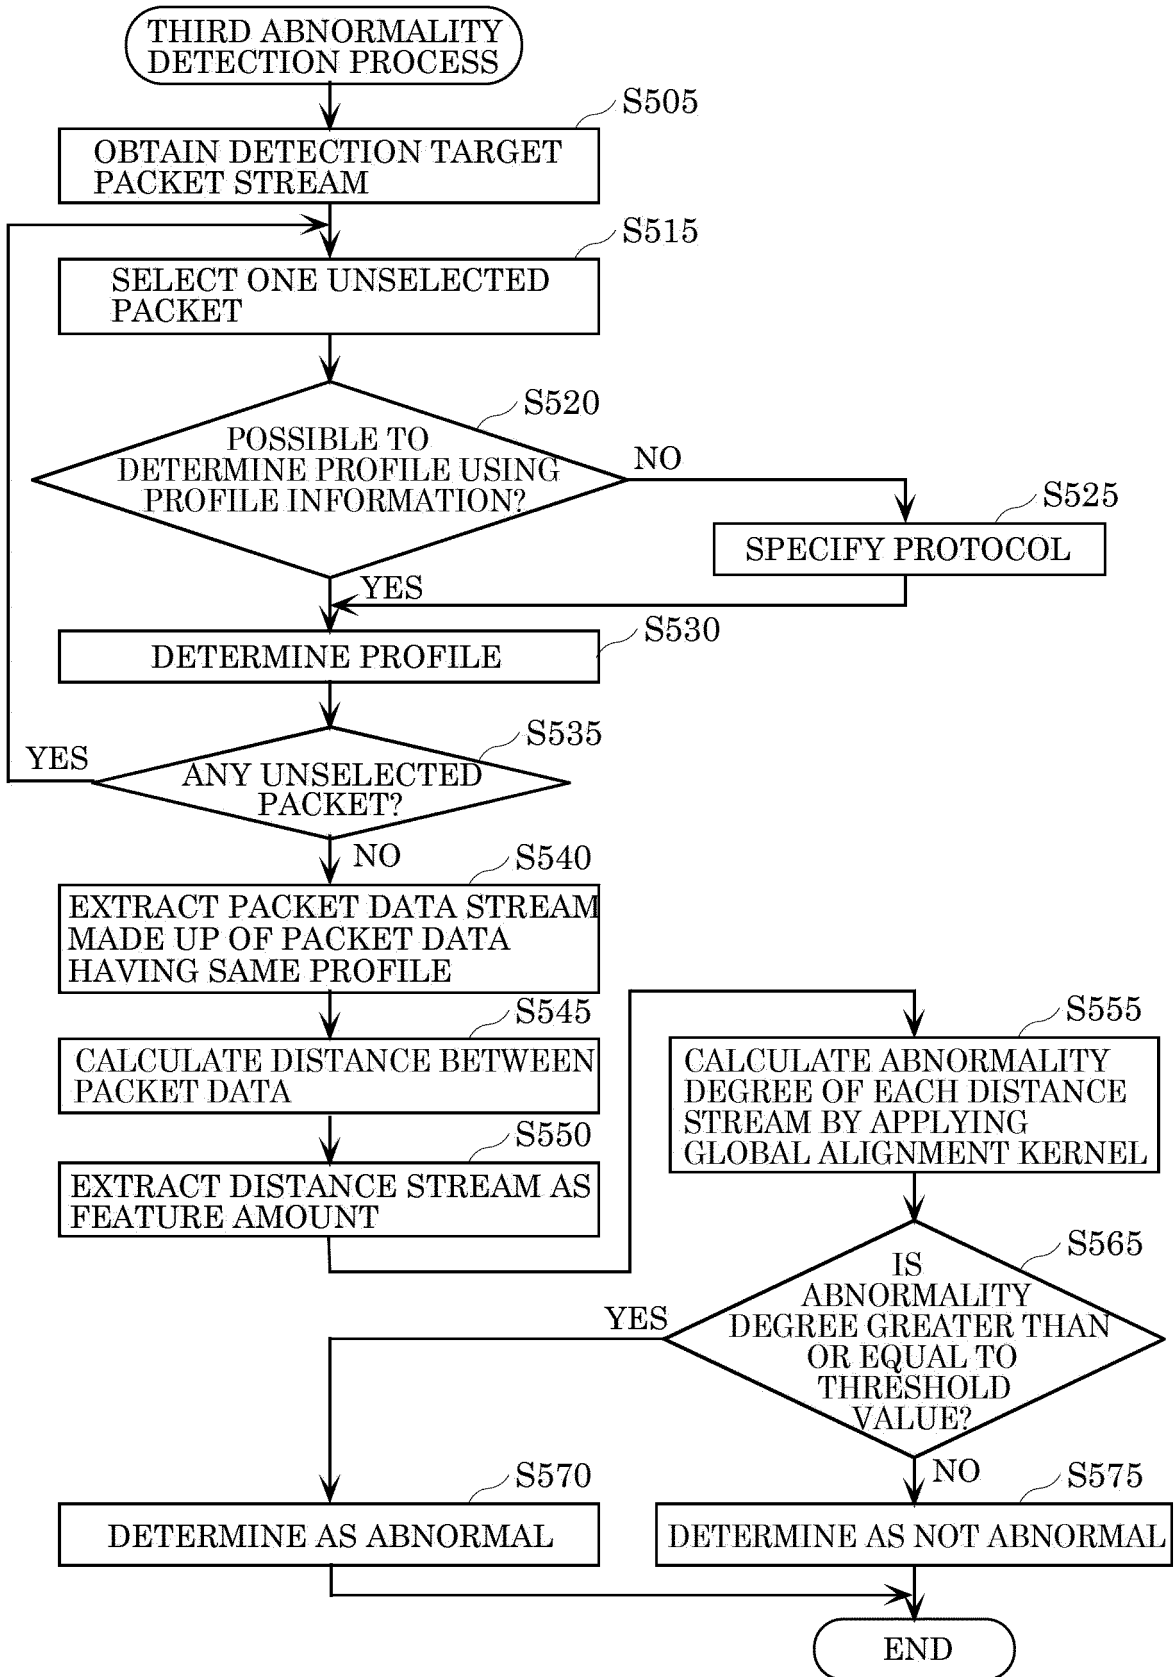 THIRD ABNORMALITY
DETECTION PROCESS
S505
OBTAIN DETECTION TARGET
PACKET STREAM
S515
SELECT ONE UNSELECTED
PACKET
S520
POSSIBLE TO
DETERMINE PROFILE USING
PROFILE INFORMATION?
NO
S525
SPECIFY PROTOCOL
YES
S530
DETERMINE PROFILE
S535
YES
ANY UNSELECTED
PACKET?
NO
S540
EXTRACT PACKET DATA STREAM
MADE UP OF PACKET DATA
HAVING SAME PROFILE
S545
CALCULATE DISTANCE BETWEEN
PACKET DATA
S550
EXTRACT DISTANCE STREAM AS
FEATURE AMOUNT
S555
CALCULATE ABNORMALITY
DEGREE OF EACH DISTANCE
STREAM BY APPLYING
GLOBAL ALIGNMENT KERNEL
S565
IS
ABNORMALITY
DEGREE GREATER THAN
OR EQUAL TO
THRESHOLD
VALUE?
YES
NO
S570
DETERMINE AS ABNORMAL
S575
DETERMINE AS NOT ABNORMAL
END